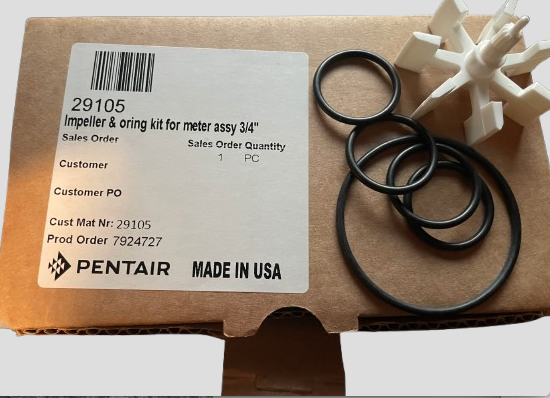 29105
Impeller & oring kit for meter assy 3/4"
Sales Order
Sales Order Quantity
1 PC
Customer
Customer PO
Cust Mat Nr: 29105
Prod Order 7924727
PENTAIR MADE IN USA